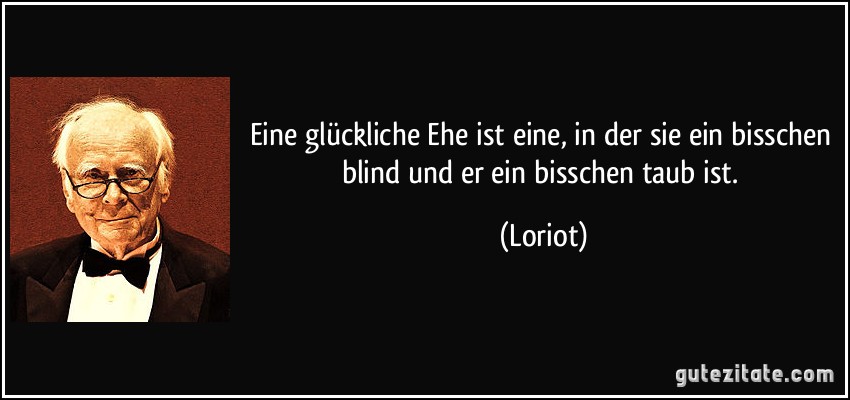 Eine glückliche Ehe ist eine, in der sie ein bisschen
blind und er ein bisschen taub ist.
(Loriot)
gutezitate.com